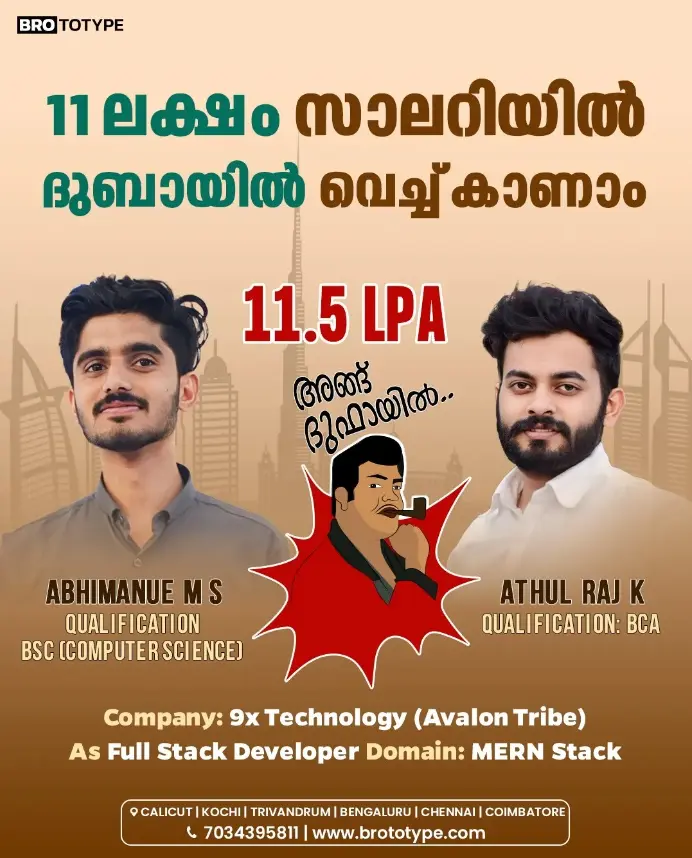 BROTOTYPE
11 ലക്ഷം സാലറിയിൽ
ദുബായിൽ വെച്ച് കാണാം
11.5 LPA
അങ്ങ്
ദുഫായിൽ..
ABHIMANUE M S
QUALIFICATION
BSC (COMPUTER SCIENCE)
ATHUL RAJ K
QUALIFICATION: BCA
Company: 9x Technology (Avalon Tribe)
As Full Stack Developer Domain: MERN Stack
CALICUT | KOCHI | TRIVANDRUM | BENGALURU | CHENNAI | COIMBATORE
7034395811 | www.brototype.com